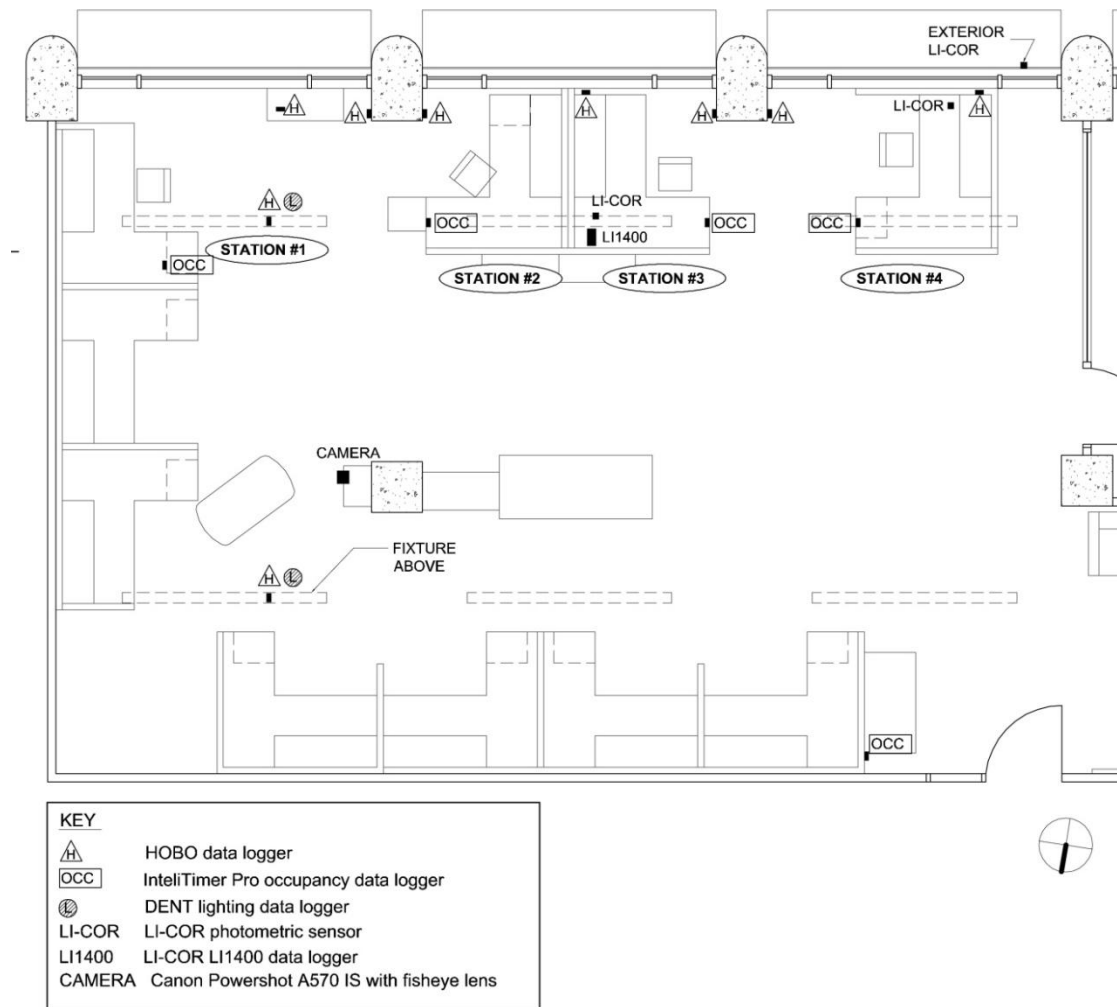 EXTERIOR
LI-COR
H
H
H
H
H
H
LI-COR
H
H L
OCC
LI-COR
OCC
OCC
LI1400
STATION #1
OCC
STATION #2
STATION #3
STATION #4
CAMERA
FIXTURE
ABOVE
H L
OCC
KEY
H HOBO data logger
OCC InteliTimer Pro occupancy data logger
L DENT lighting data logger
LI-COR LI-COR photometric sensor
LI1400 LI-COR LI1400 data logger
CAMERA Canon Powershot A570 IS with fisheye lens